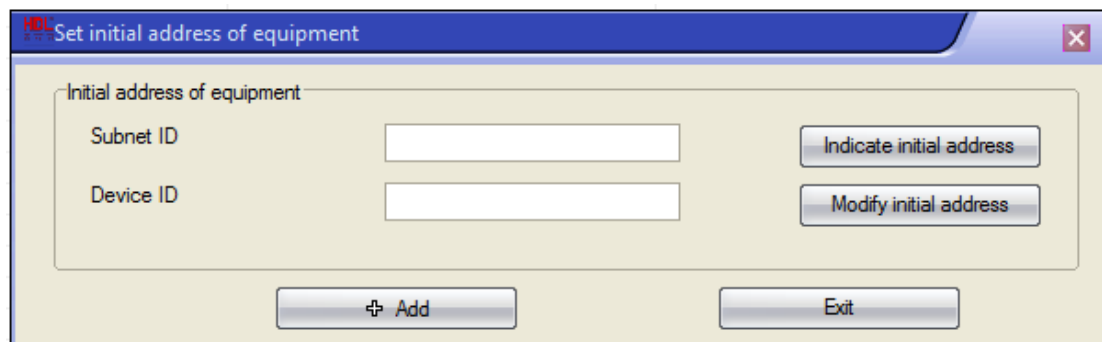 HDL Set initial address of equipment
Initial address of equipment
Subnet ID
Indicate initial address
Device ID
Modify initial address
Add
Exit